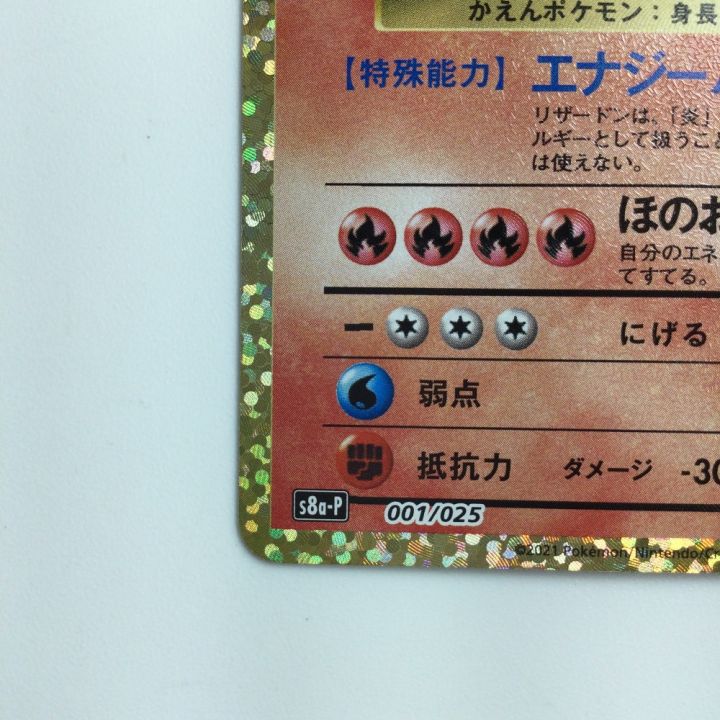 かえんポケモン：身長
【特殊能力】 エナジー
リザードンは、「炎」
ルギーとして扱うこと
は使えない。
ほのお
自分のエネ
てすてる。
にげる
弱点
抵抗力 ダメージ -30
s8a-P 001/025
©2021 Pokémon/Nintendo/Cr